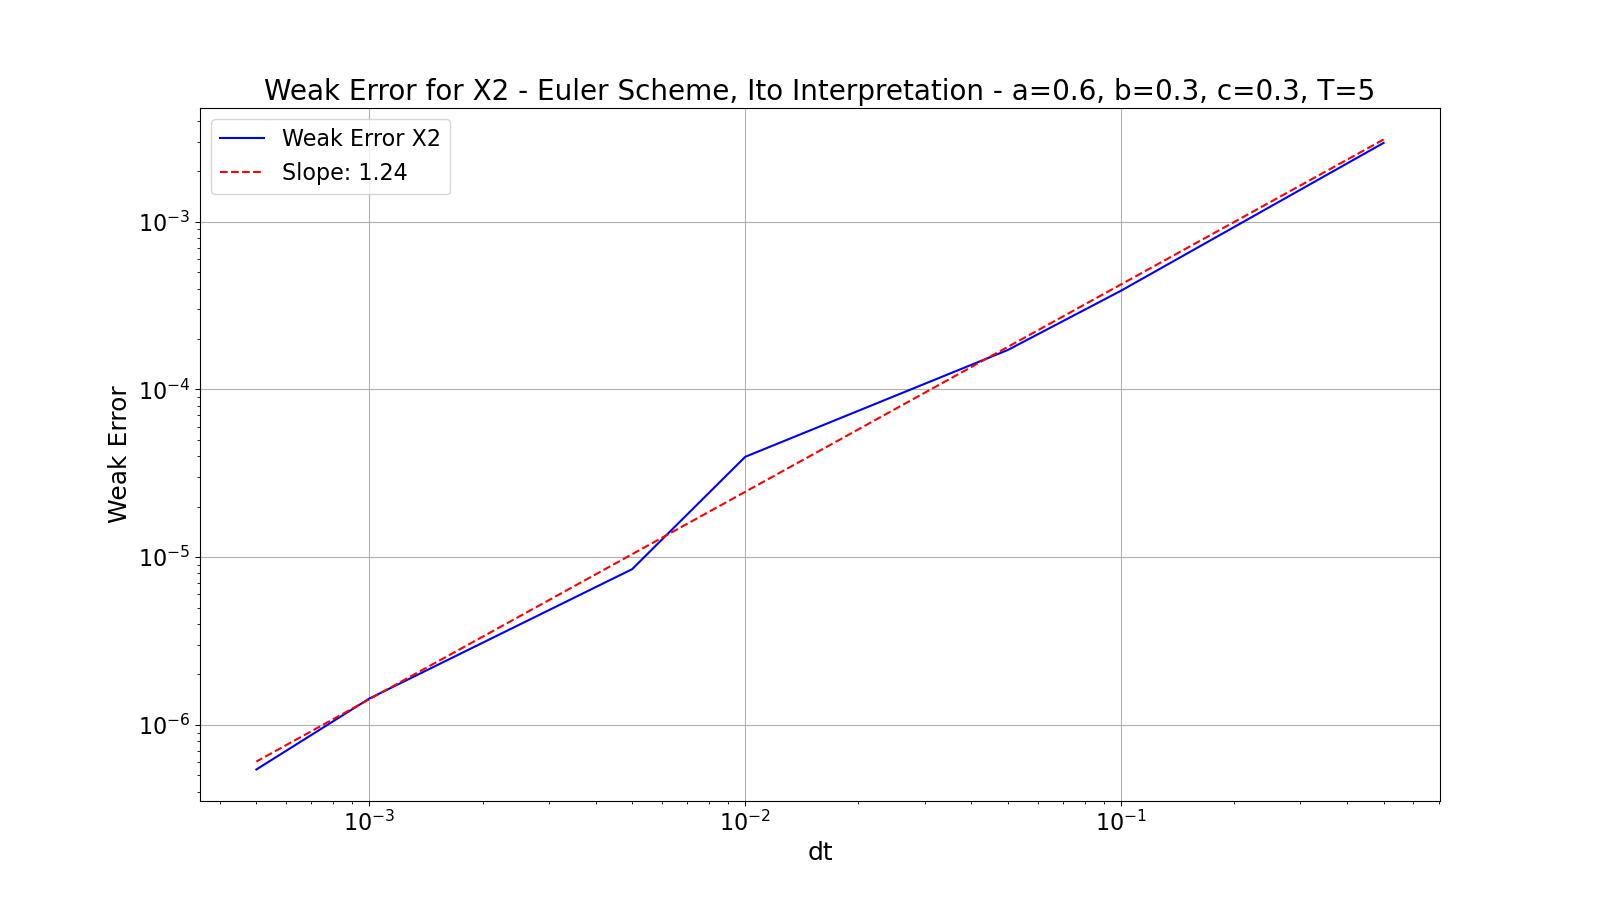 Weak Error for X2 - Euler Scheme, Ito Interpretation - a=0.6, b=0.3, c=0.3, T=5
Weak Error X2
Slope: 1.24
10⁻³
10⁻⁴
Weak Error
10⁻⁵
10⁻⁶
10⁻³ 10⁻² 10⁻¹
dt